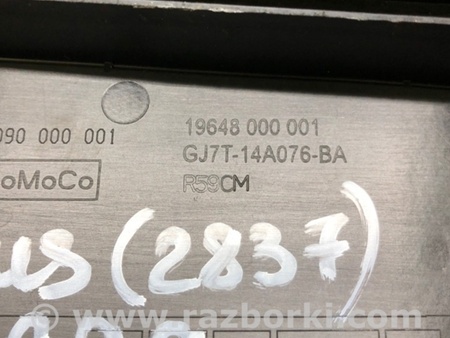 19648 000 001
090 000 001
GJ7T-14A076-BA
oMoCo
R59CM
us (2837)
www.razborki.com